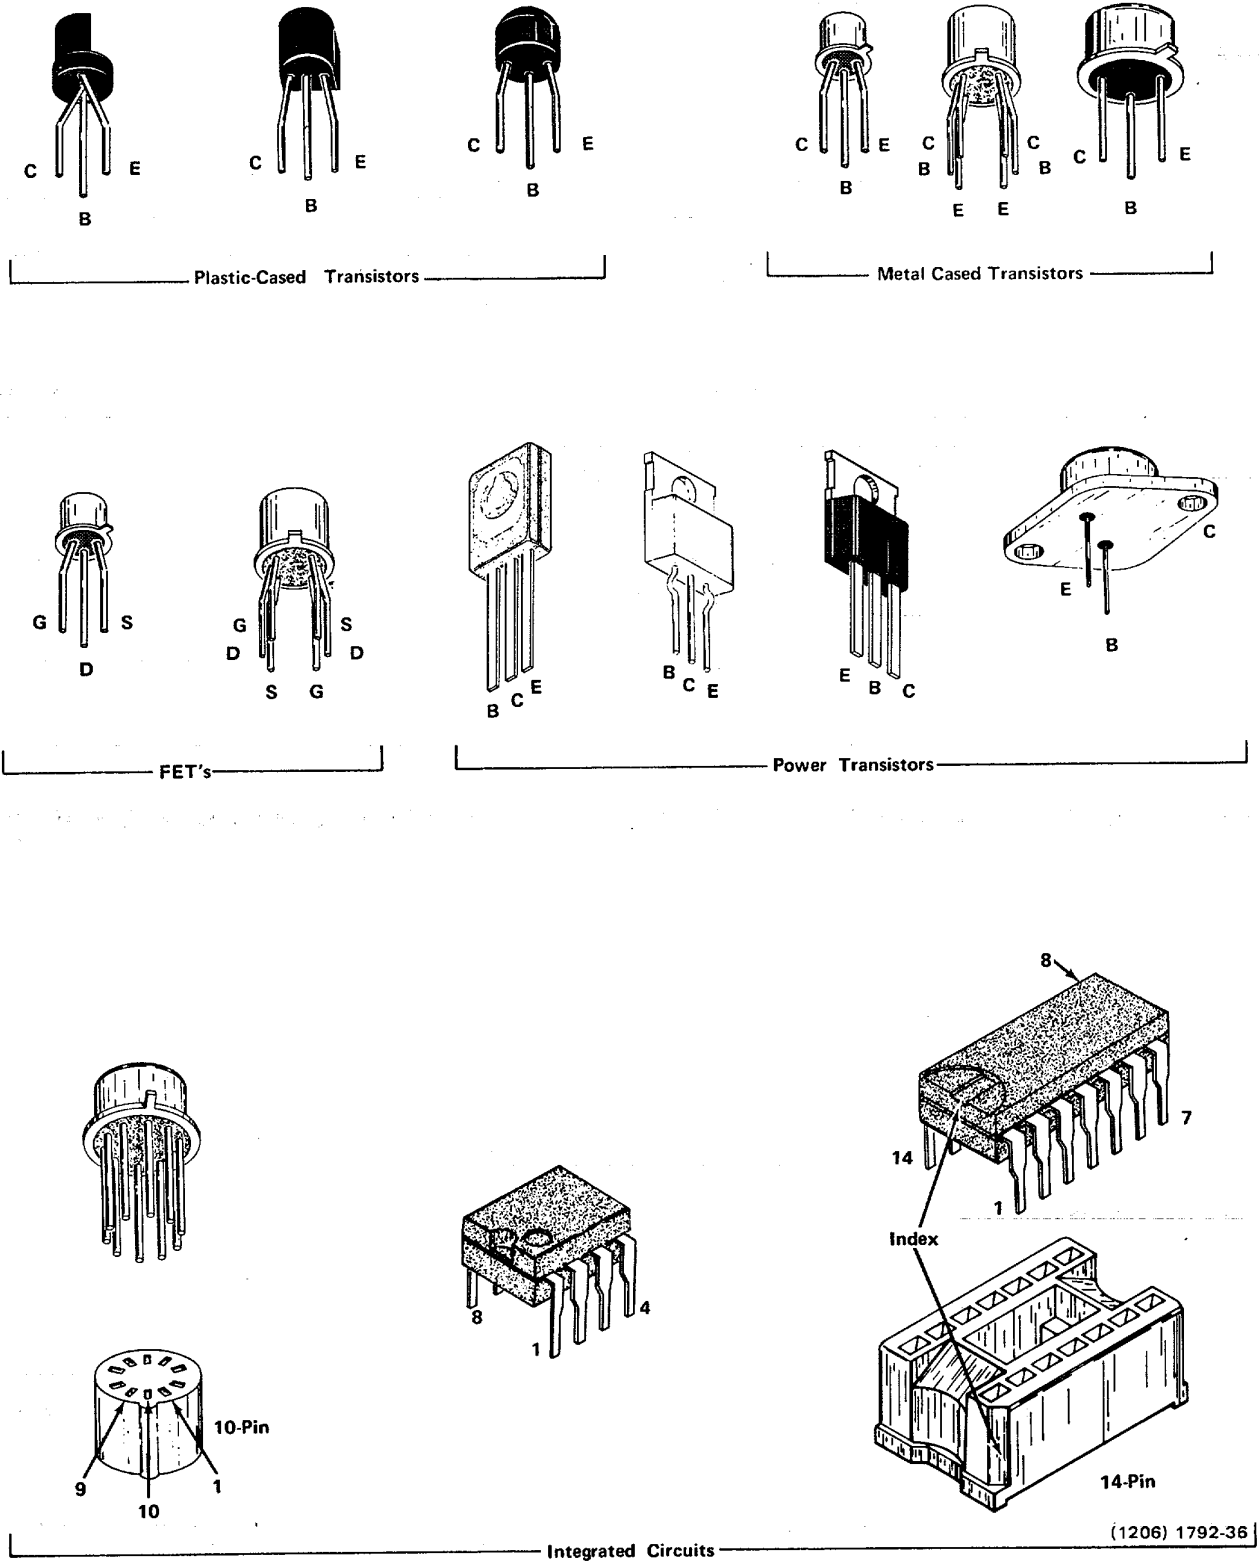 C B E
C B E
C B E
C B E
C B E E C B
C B E
Plastic-Cased Transistors
Metal Cased Transistors
G D S
G D S G S D
B C E
B C E
E B C
E B C
FET's
Power Transistors
8
14
1
7
Index
8
1
4
10-Pin
9
10
1
14-Pin
(1206) 1792-36
Integrated Circuits